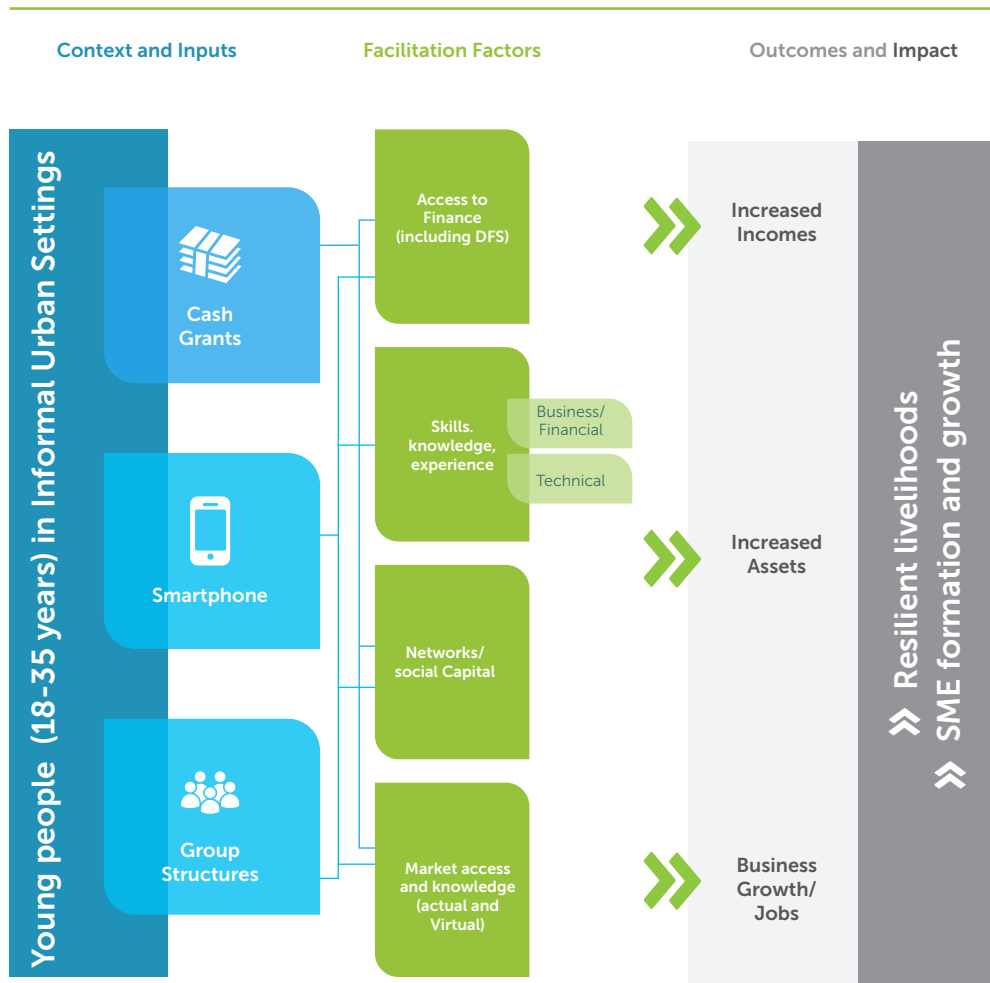 Context and Inputs
Facilitation Factors
Outcomes and Impact
Young people (18-35 years) in Informal Urban Settings
Cash
Grants
Smartphone
Group
Structures
Access to
Finance
(including DFS)
Skills.
knowledge,
experience
Business/
Financial
Technical
Networks/
social Capital
Market access
and knowledge
(actual and
Virtual)
Increased
Incomes
Increased
Assets
Business
Growth/
Jobs
Resilient livelihoods
SME formation and growth